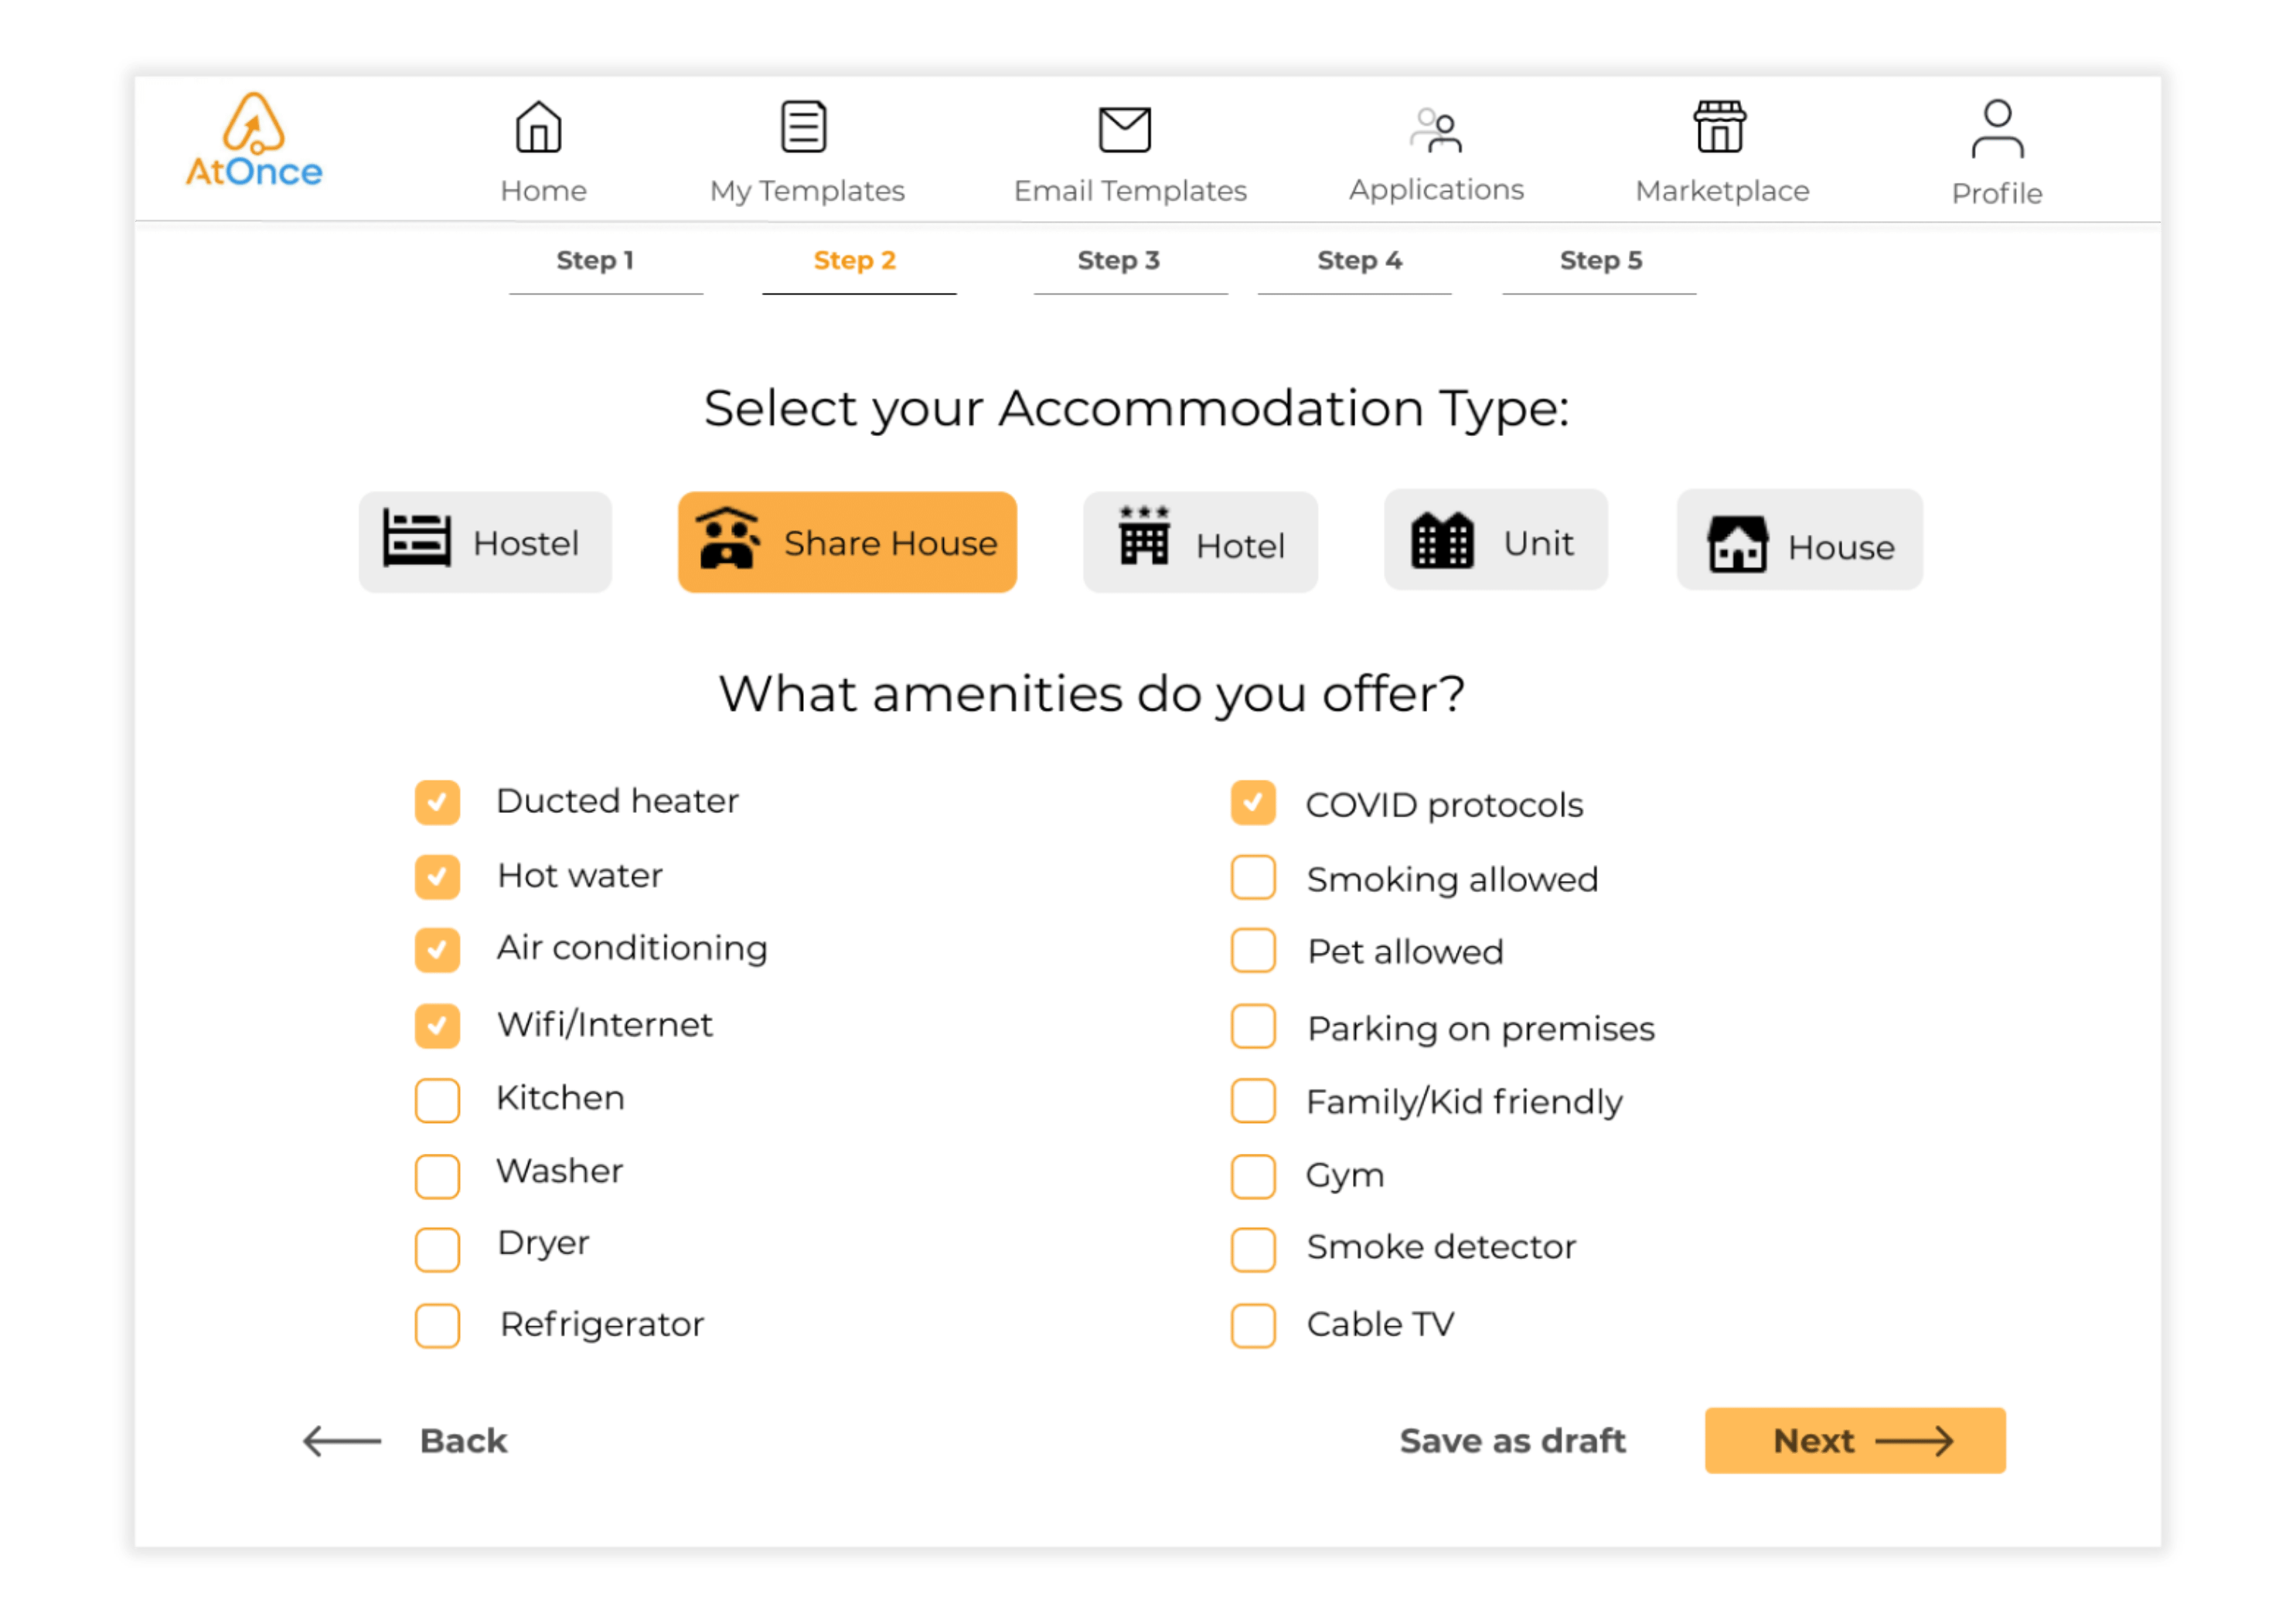 AtOnce
Home
My Templates
Email Templates
Applications
Marketplace
Profile
Step 1
Step 2
Step 3
Step 4
Step 5
Select your Accommodation Type:
Hostel
Share House
Hotel
Unit
House
What amenities do you offer?
Ducted heater
Hot water
Air conditioning
Wifi/Internet
Kitchen
Washer
Dryer
Refrigerator
COVID protocols
Smoking allowed
Pet allowed
Parking on premises
Family/Kid friendly
Gym
Smoke detector
Cable TV
Back
Save as draft
Next